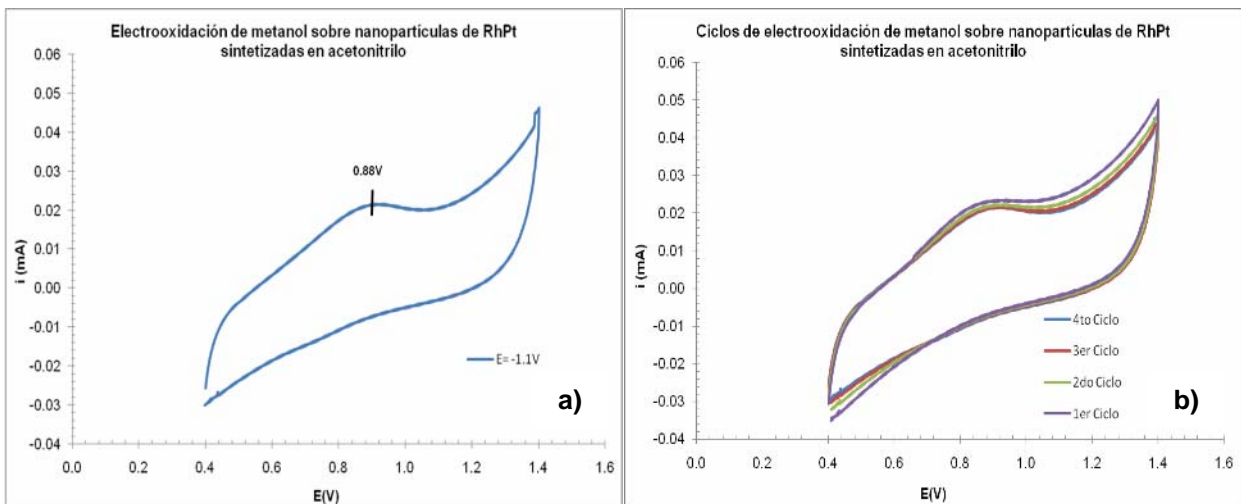 Electrooxidación de metanol sobre nanopartículas de RhPt
sintetizadas en acetonitrilo
0.06
0.05
0.04
0.03
0.02
0.01
0.00
-0.01
-0.02
-0.03
-0.04
i (mA)
0.88V
E= -1.1V
a)
0.0 0.2 0.4 0.6 0.8 1.0 1.2 1.4 1.6
E(V)
Ciclos de electrooxidación de metanol sobre nanopartículas de RhPt
sintetizadas en acetonitrilo
0.06
0.05
0.04
0.03
0.02
0.01
0.00
-0.01
-0.02
-0.03
-0.04
i (mA)
4to Ciclo
3er Ciclo
2do Ciclo
1er Ciclo
b)
0.0 0.2 0.4 0.6 0.8 1.0 1.2 1.4 1.6
E(V)